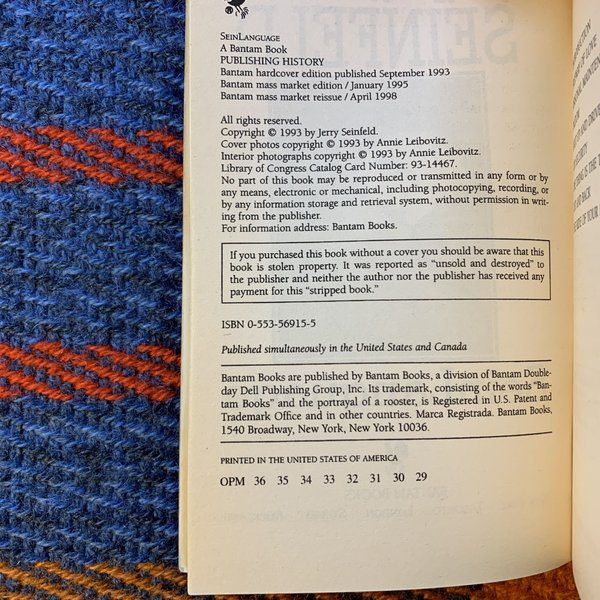 SEINLANGUAGE
A Bantam Book
PUBLISHING HISTORY
Bantam hardcover edition published September 1993
Bantam mass market edition / January 1995
Bantam mass market reissue / April 1998
All rights reserved.
Copyright © 1993 by Jerry Seinfeld.
Cover photos copyright © 1993 by Annie Leibovitz.
Interior photographs copyright © 1993 by Annie Leibovitz.
Library of Congress Catalog Card Number: 93-14467.
No part of this book may be reproduced or transmitted in any form or by
any means, electronic or mechanical, including photocopying, recording, or
by any information storage and retrieval system, without permission in writ-
ing from the publisher.
For information address: Bantam Books.
If you purchased this book without a cover you should be aware that this
book is stolen property. It was reported as "unsold and destroyed" to
the publisher and neither the author nor the publisher has received any
payment for this "stripped book."
ISBN 0-553-56915-5
Published simultaneously in the United States and Canada
Bantam Books are published by Bantam Books, a division of Bantam Double-
day Dell Publishing Group, Inc. Its trademark, consisting of the words "Ban-
tam Books" and the portrayal of a rooster, is Registered in U.S. Patent and
Trademark Office and in other countries. Marca Registrada. Bantam Books,
1540 Broadway, New York, New York 10036.
PRINTED IN THE UNITED STATES OF AMERICA
OPM 36 35 34 33 32 31 30 29
SEINFELD
OF LOVE
AND DRIVE
OF YOUR